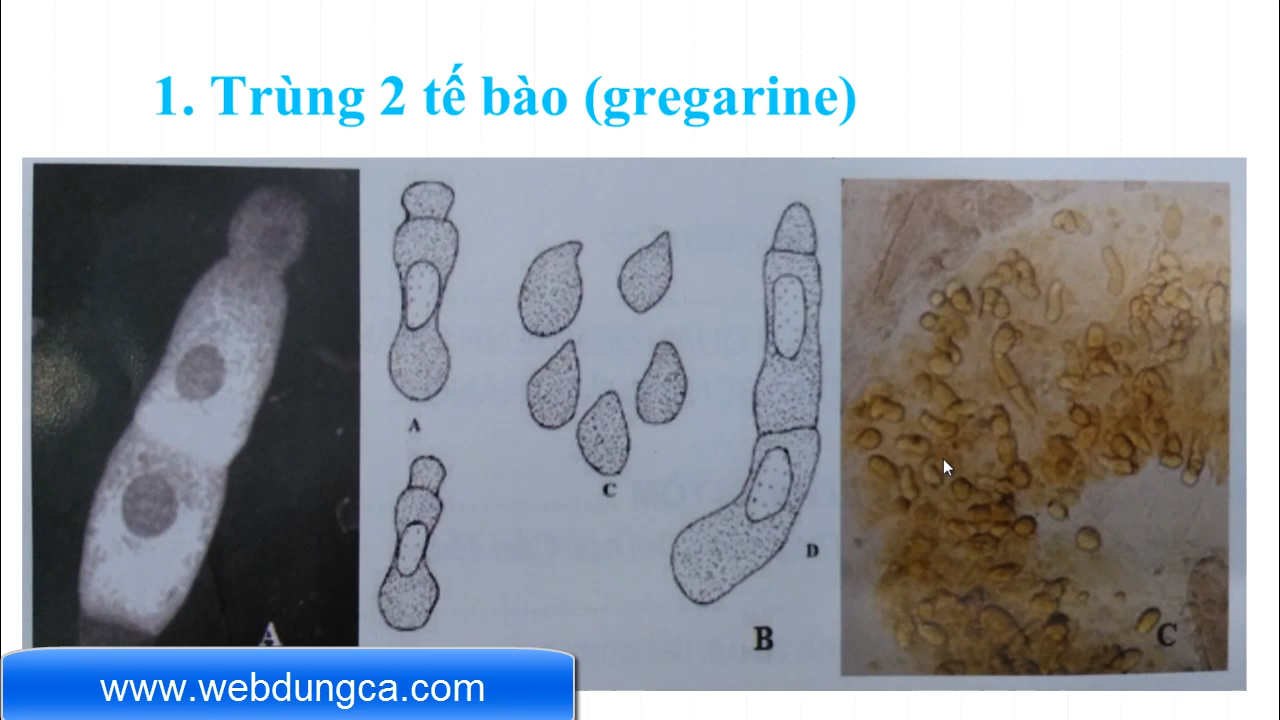 1. Trùng 2 tế bào (gregarine)
A
C
D
A
B
C
www.webdungca.com